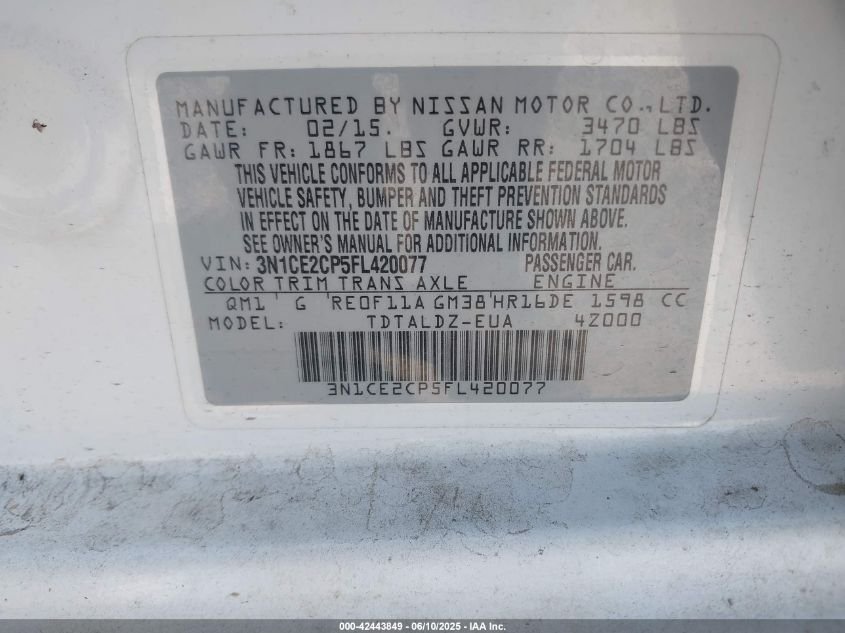 MANUFACTURED BY NISSAN MOTOR CO.,LTD.
DATE: 02/15. GVWR: 3470 LBS
GAWR FR: 1867 LBS GAWR RR: 1704 LBS
THIS VEHICLE CONFORMS TO ALL APPLICABLE FEDERAL MOTOR
VEHICLE SAFETY, BUMPER AND THEFT PREVENTION STANDARDS
IN EFFECT ON THE DATE OF MANUFACTURE SHOWN ABOVE.
SEE OWNER'S MANUAL FOR ADDITIONAL INFORMATION.
VIN: 3N1CE2CP5FL420077 PASSENGER CAR.
COLOR TRIM TRANS AXLE ENGINE
QM1 ' G 'RE0F11A GM38'HR16DE 1598 CC
MODEL: TDTALDZ-EUA 4Z000
3N1CE2CP5FL420077
000-42443849 - 06/10/2025 - IAA Inc.